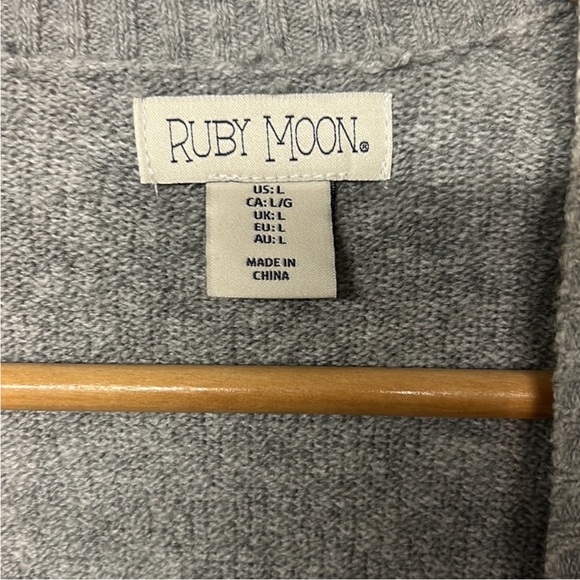 RUBY MOON®
US: L
CA: L/G
UK: L
EU: L
AU: L
MADE IN
CHINA